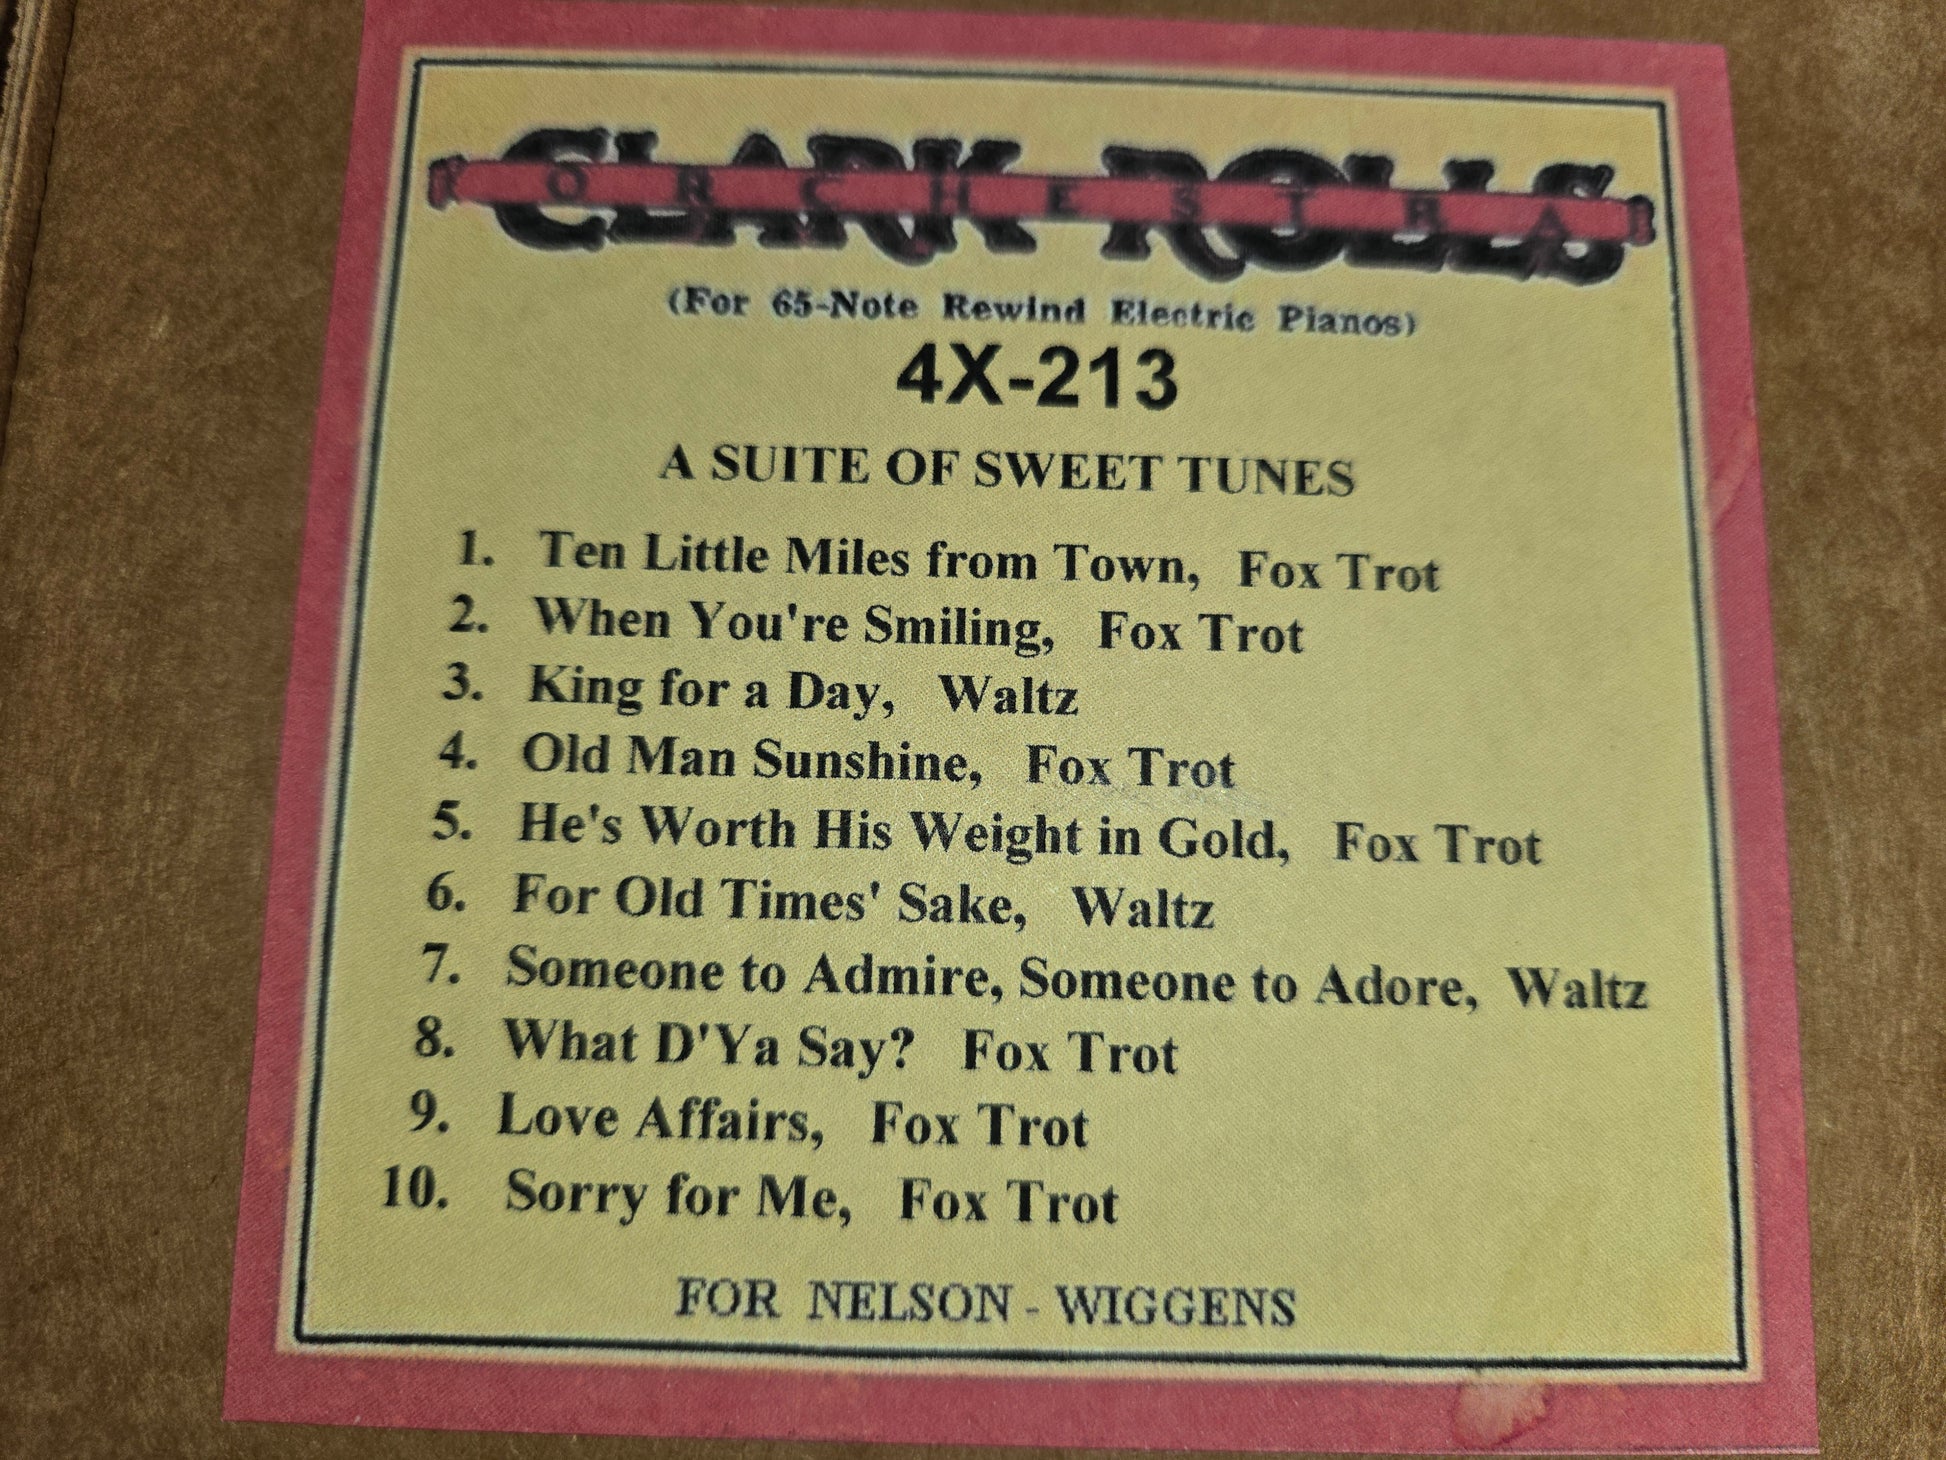 CLARK ROLLS
ORCHESTRA
(For 65-Note Rewind Electric Pianos)
4X-213
A SUITE OF SWEET TUNES
1. Ten Little Miles from Town, Fox Trot
2. When You're Smiling, Fox Trot
3. King for a Day, Waltz
4. Old Man Sunshine, Fox Trot
5. He's Worth His Weight in Gold, Fox Trot
6. For Old Times' Sake, Waltz
7. Someone to Admire, Someone to Adore, Waltz
8. What D'Ya Say? Fox Trot
9. Love Affairs, Fox Trot
10. Sorry for Me, Fox Trot
FOR NELSON - WIGGENS